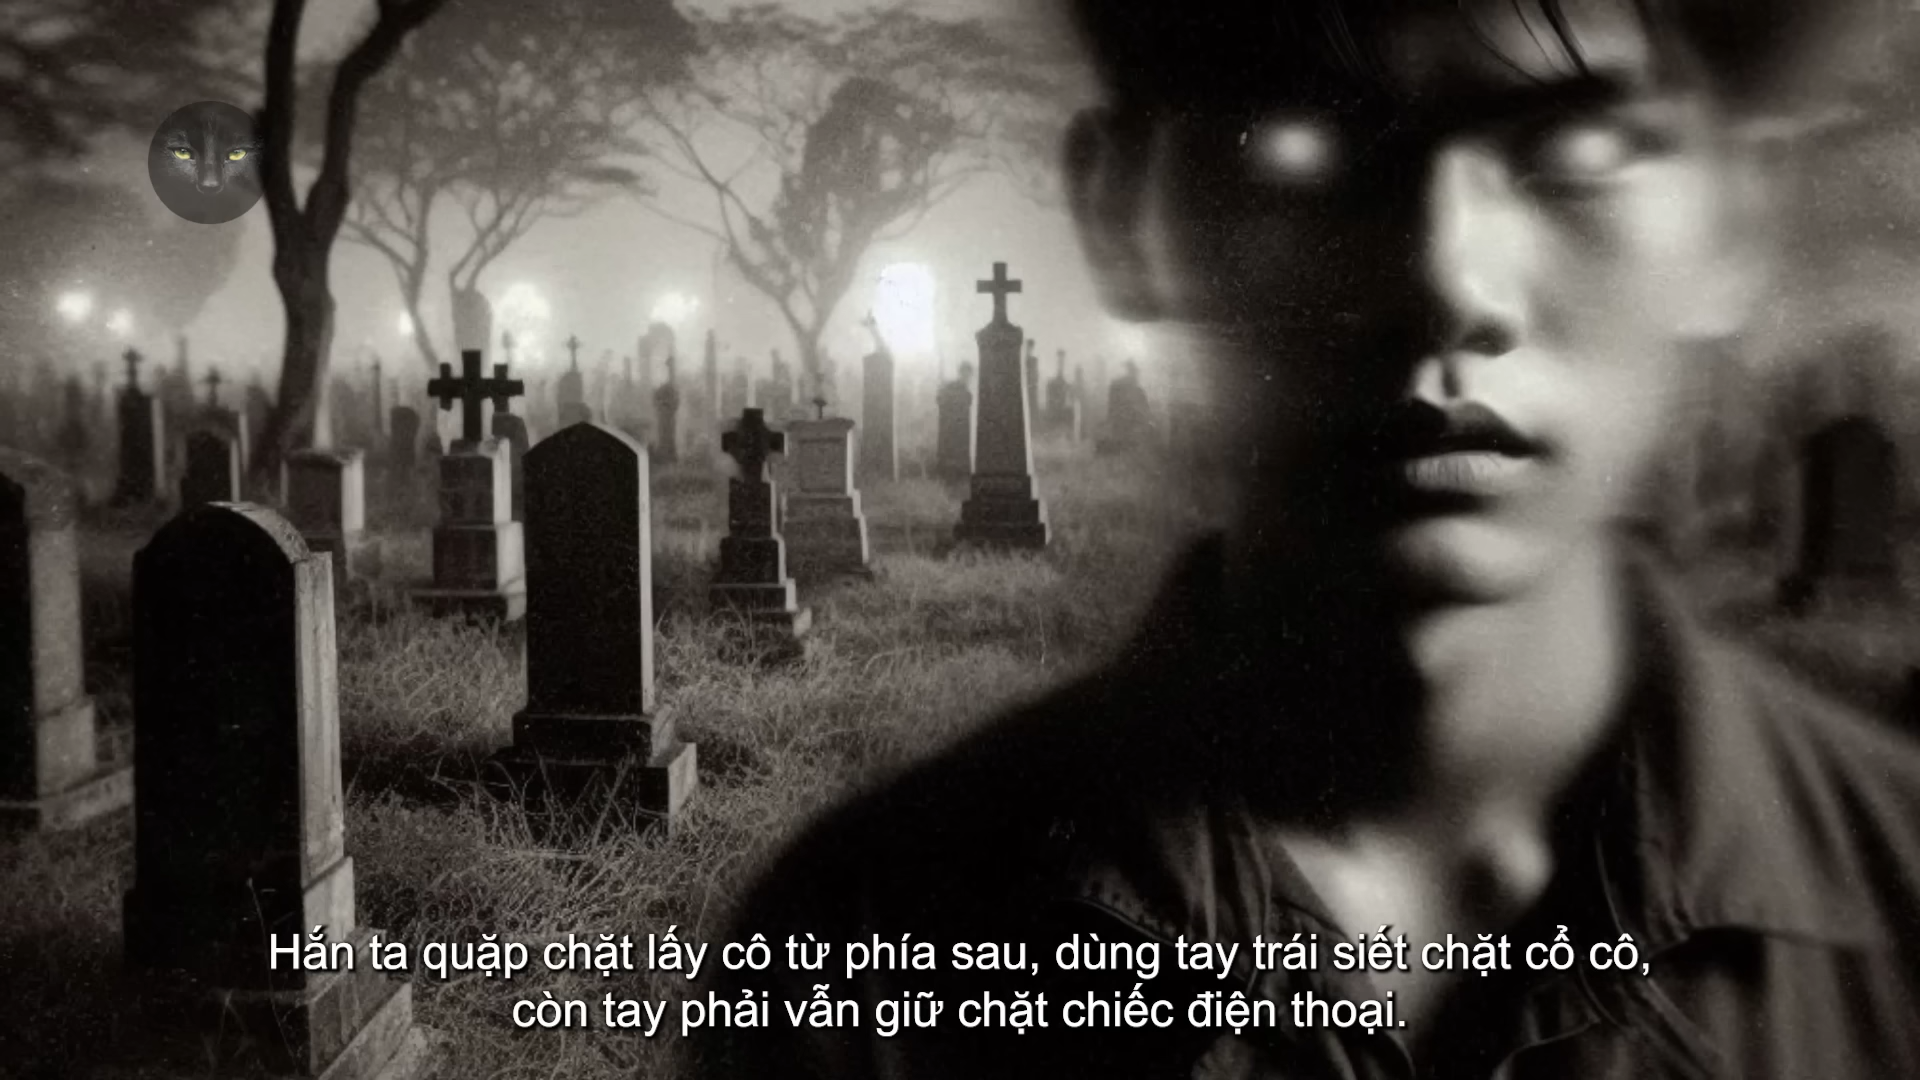 Hắn ta quặp chặt lấy cô từ phía sau, dùng tay trái siết chặt cổ cô,
còn tay phải vẫn giữ chặt chiếc điện thoại.